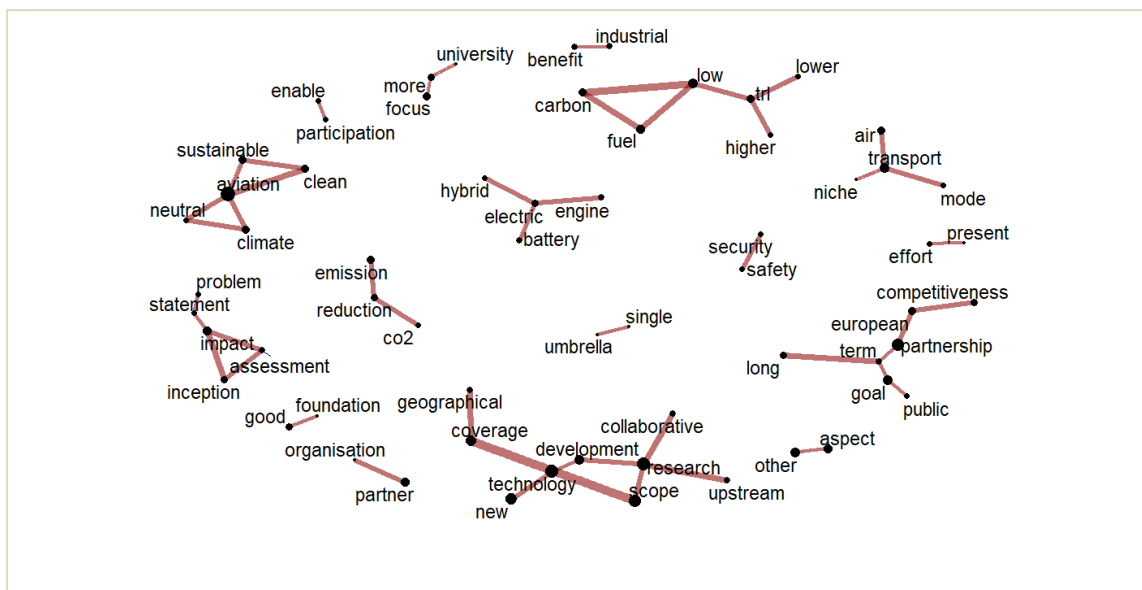 industrial
benefit
university
more
focus
low
lower
carbon
trl
fuel
higher
enable
participation
sustainable
aviation
clean
neutral
climate
hybrid
electric
engine
battery
air
transport
niche
mode
security
safety
present
effort
problem
statement
impact
assessment
inception
emission
reduction
co2
single
umbrella
competitiveness
european
partnership
term
long
goal
public
foundation
good
organisation
partner
geographical
coverage
collaborative
development
research
technology
scope
upstream
new
aspect
other